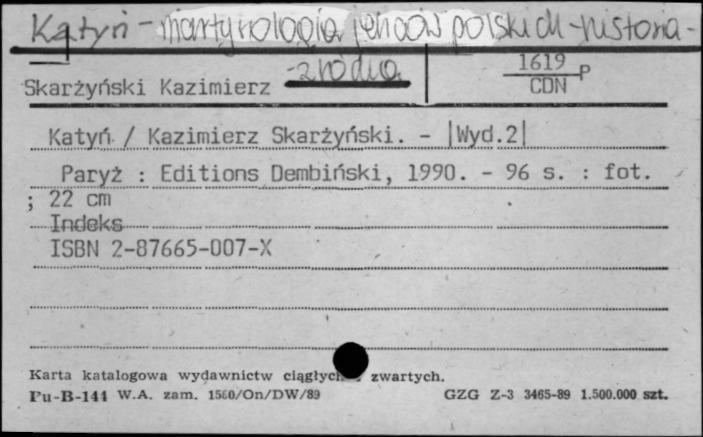 Katyń - martyrologia jeńców polskich - historia -
- źródła
1619 p
CDN
Skarżyński Kazimierz
Katyń / Kazimierz Skarżyński. - |Wyd.2|
Paryż : Editions Dembiński, 1990. - 96 s. : fot.
; 22 cm
Indeks
ISBN 2-87665-007-X
Karta katalogowa wydawnictw ciągłych zwartych.
Pu-B-144 W.A. zam. 1560/On/DW/89 GZG Z-3 3465-89 1.500.000 szt.